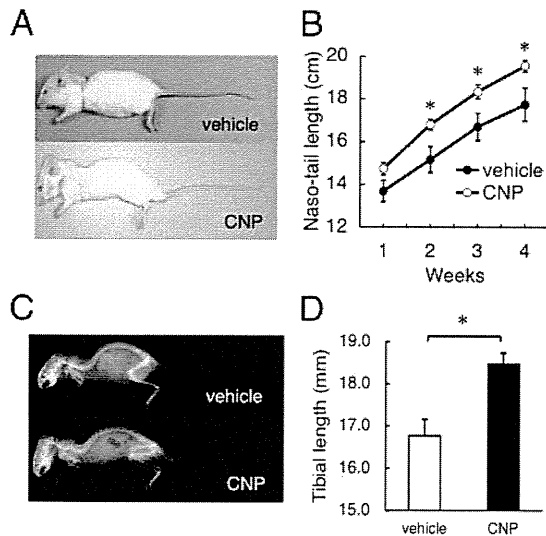 A
vehicle
CNP
B
Naso-tail length (cm)
20
18
16
14
12
* * *
vehicle
CNP
1 2 3 4
Weeks
C
vehicle
CNP
D
*
Tibial length (mm)
19.0
18.0
17.0
16.0
15.0
vehicle CNP